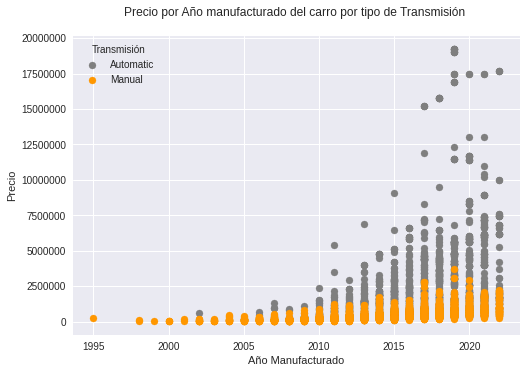 Precio por Año manufacturado del carro por tipo de Transmisión
Transmisión
Automatic
Manual
20000000
17500000
15000000
12500000
10000000
7500000
5000000
2500000
0
Precio
1995
2000
2005
2010
2015
2020
Año Manufacturado